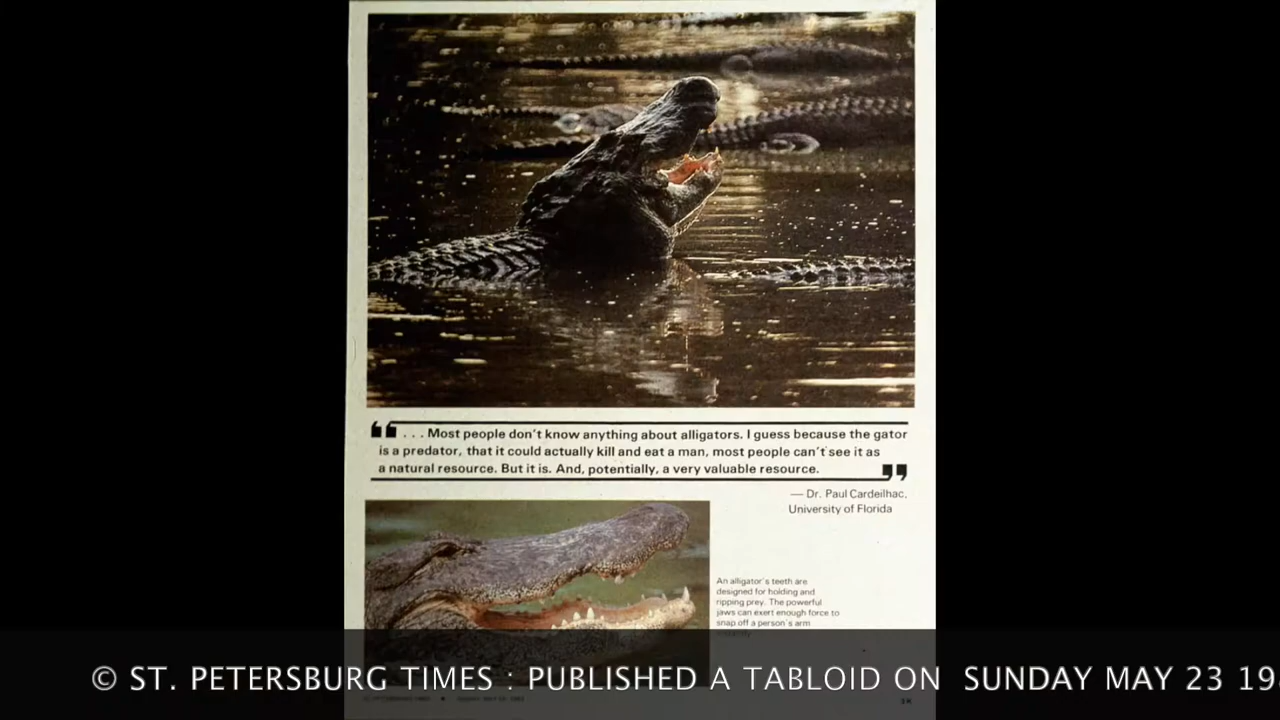 . . . Most people don't know anything about alligators. I guess because the gator
is a predator, that it could actually kill and eat a man, most people can't see it as
a natural resource. But it is. And, potentially, a very valuable resource.
— Dr. Paul Cardeilhac,
University of Florida
An alligator's teeth are
designed for holding and
ripping prey. The powerful
jaws can exert enough force to
snap off a person's arm
instantly.
© ST. PETERSBURG TIMES : PUBLISHED A TABLOID ON SUNDAY MAY 23 19